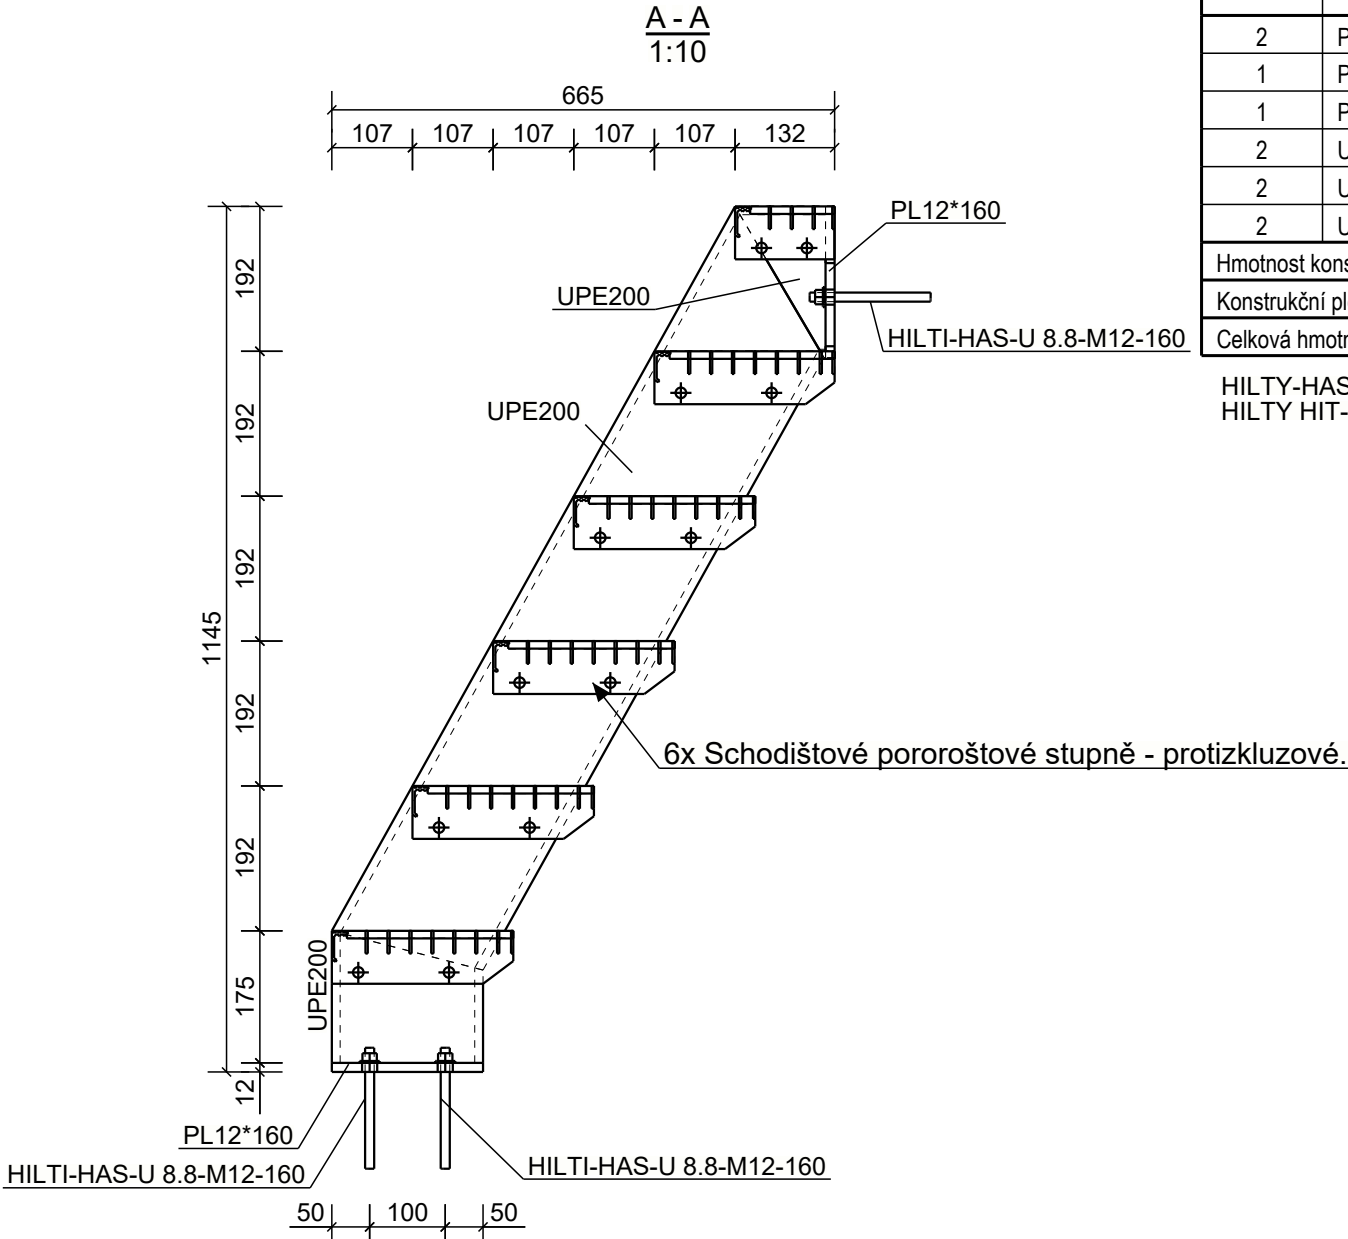 A - A
1:10
665
107 107 107 107 107 132
2 P
1 P
1 P
2 U
2 U
2 U
Hmotnost kons
Konstrukční pl
Celková hmotn
HILTY-HAS
HILTY HIT-
PL12*160
UPE200
HILTI-HAS-U 8.8-M12-160
UPE200
192
192
192
192
192
175
12
1145
6x Schodištové pororoštové stupně - protizkluzové.
UPE200
PL12*160
HILTI-HAS-U 8.8-M12-160
HILTI-HAS-U 8.8-M12-160
50 100 50